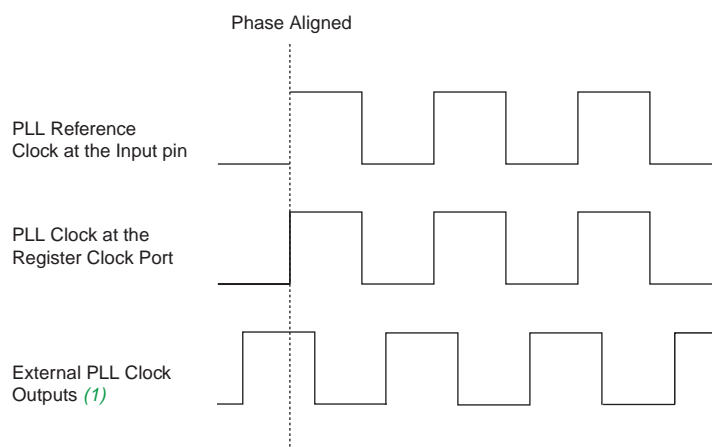 Phase Aligned
PLL Reference
Clock at the Input pin
PLL Clock at the
Register Clock Port
External PLL Clock
Outputs (1)